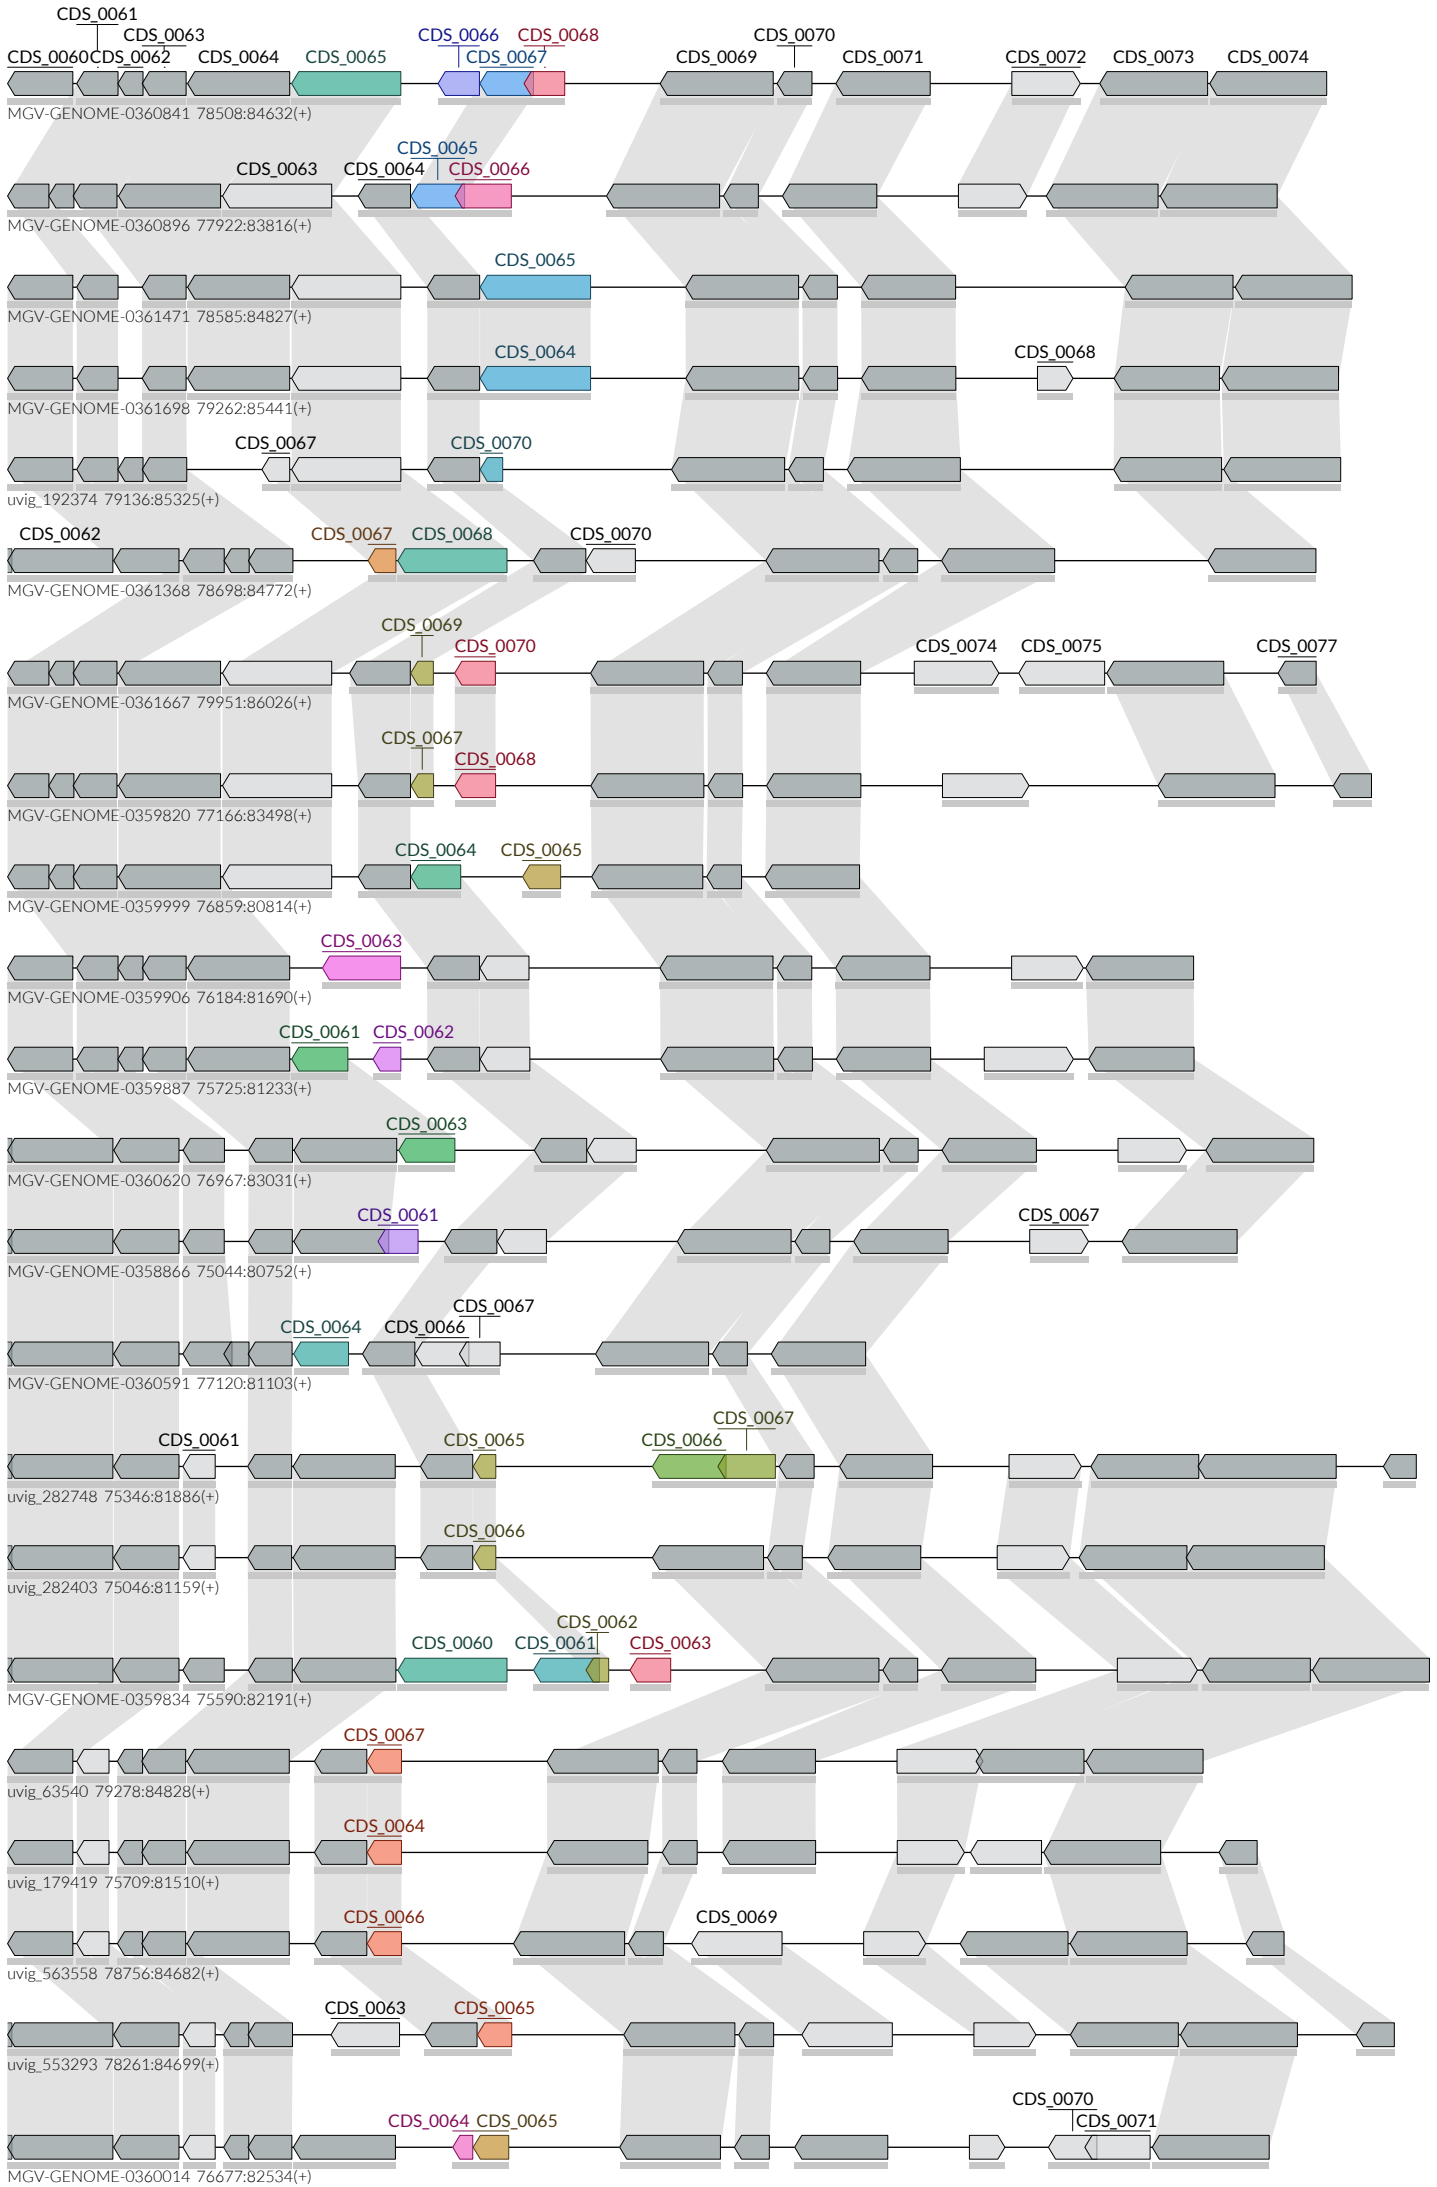 CDS_0061
CDS_0063 CDS_0066 CDS_0068 CDS_0070
CDS_0060 CDS_0062 CDS_0064 CDS_0065 CDS_0067 CDS_0069 CDS_0071 CDS_0072 CDS_0073 CDS_0074
MGV-GENOME-0360841 78508:84632(+)
CDS_0065
CDS_0063 CDS_0064 CDS_0066
MGV-GENOME-0360896 77922:83816(+)
CDS_0065
MGV-GENOME-0361471 78585:84827(+)
CDS_0064 CDS_0068
MGV-GENOME-0361698 79262:85441(+)
CDS_0067 CDS_0070
uvig_192374 79136:85325(+)
CDS_0062 CDS_0067 CDS_0068 CDS_0070
MGV-GENOME-0361368 78698:84772(+)
CDS_0069
CDS_0070 CDS_0074 CDS_0075 CDS_0077
MGV-GENOME-0361667 79951:86026(+)
CDS_0067
CDS_0068
MGV-GENOME-0359820 77166:83498(+)
CDS_0064 CDS_0065
MGV-GENOME-0359999 76859:80814(+)
CDS_0063
MGV-GENOME-0359906 76184:81690(+)
CDS_0061 CDS_0062
MGV-GENOME-0359887 75725:81233(+)
CDS_0063
MGV-GENOME-0360620 76967:83031(+)
CDS_0061 CDS_0067
MGV-GENOME-0358866 75044:80752(+)
CDS_0067
CDS_0064 CDS_0066
MGV-GENOME-0360591 77120:81103(+)
CDS_0067
CDS_0061 CDS_0065 CDS_0066
uvig_282748 75346:81886(+)
CDS_0066
uvig_282403 75046:81159(+)
CDS_0062
CDS_0060 CDS_0061 CDS_0063
MGV-GENOME-0359834 75590:82191(+)
CDS_0067
uvig_63540 79278:84828(+)
CDS_0064
uvig_179419 75709:81510(+)
CDS_0066 CDS_0069
uvig_563558 78756:84682(+)
CDS_0063 CDS_0065
uvig_553293 78261:84699(+)
CDS_0070
CDS_0064 CDS_0065 CDS_0071
MGV-GENOME-0360014 76677:82534(+)